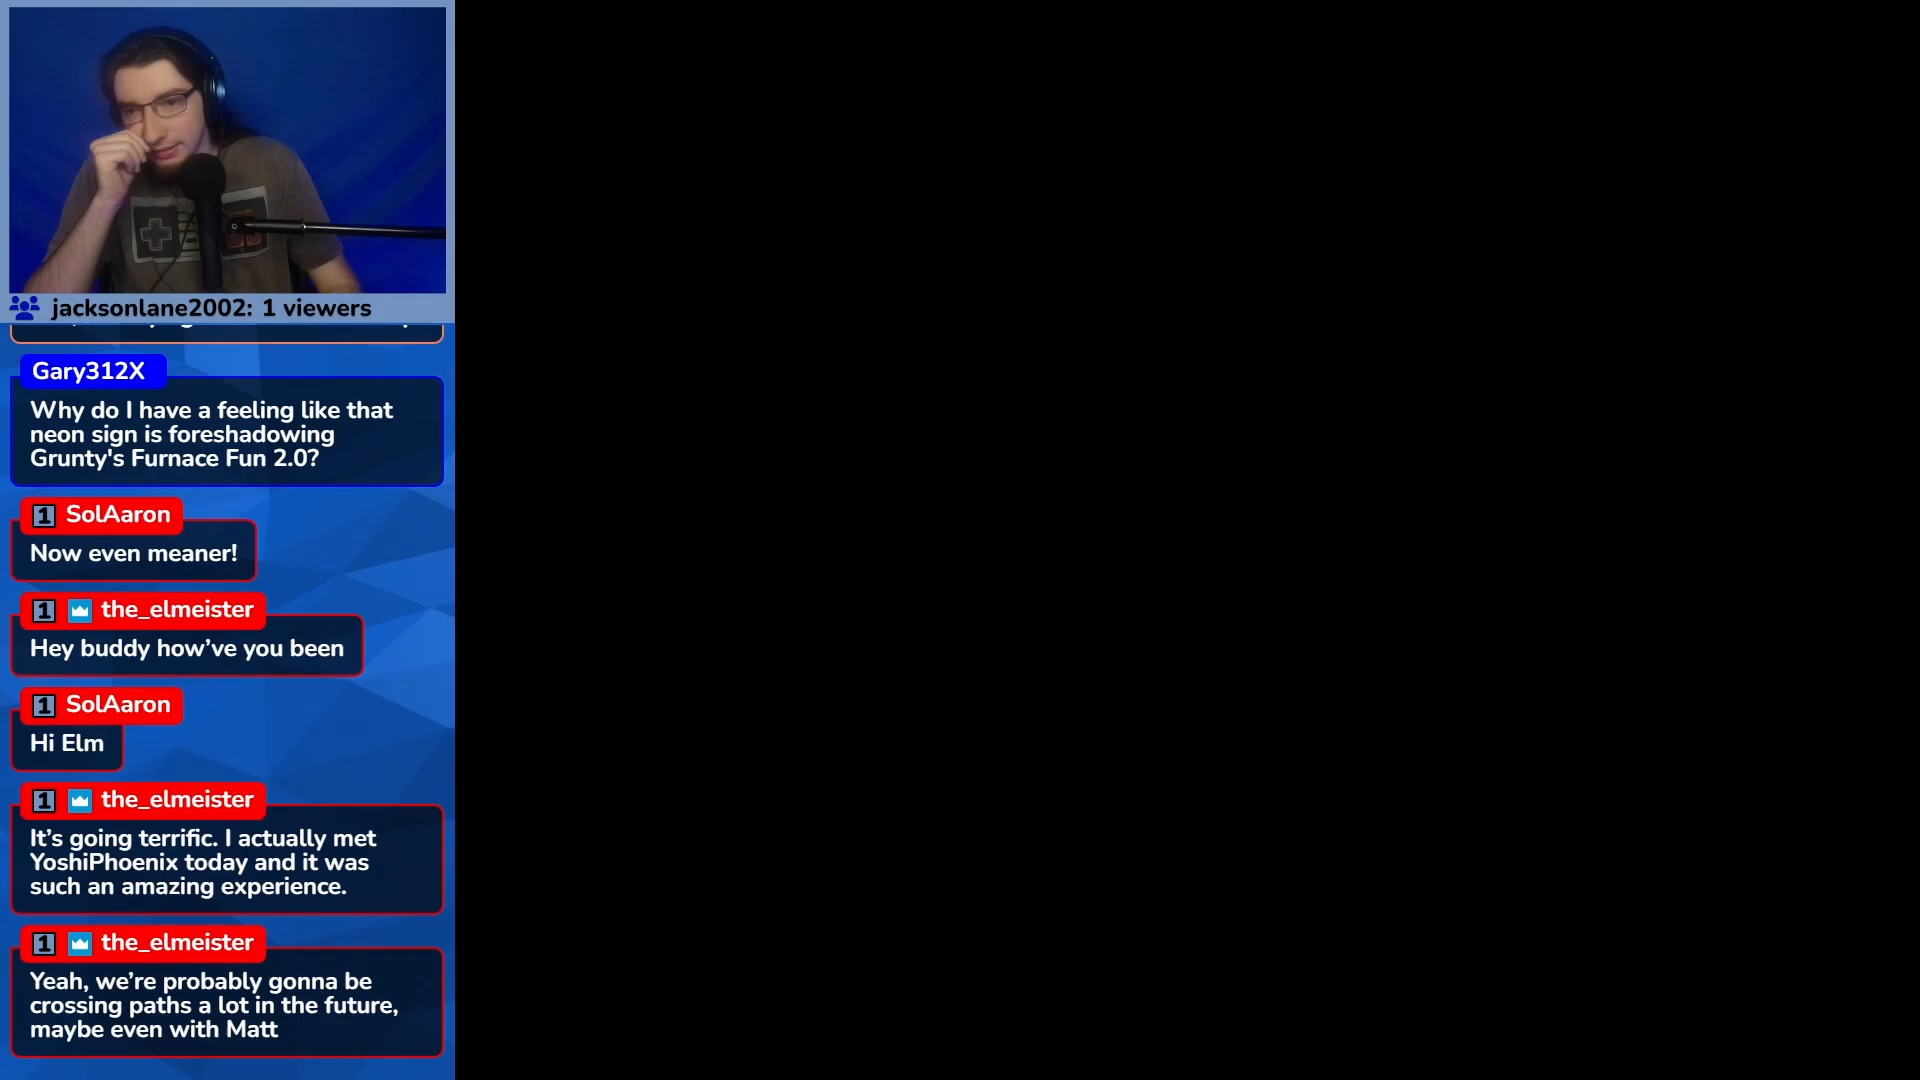 jacksonlane2002: 1 viewers
Gary312X
Why do I have a feeling like that
neon sign is foreshadowing
Grunty's Furnace Fun 2.0?
1 SolAaron
Now even meaner!
1 the_elmeister
Hey buddy how’ve you been
1 SolAaron
Hi Elm
1 the_elmeister
It’s going terrific. I actually met
YoshiPhoenix today and it was
such an amazing experience.
1 the_elmeister
Yeah, we’re probably gonna be
crossing paths a lot in the future,
maybe even with Matt